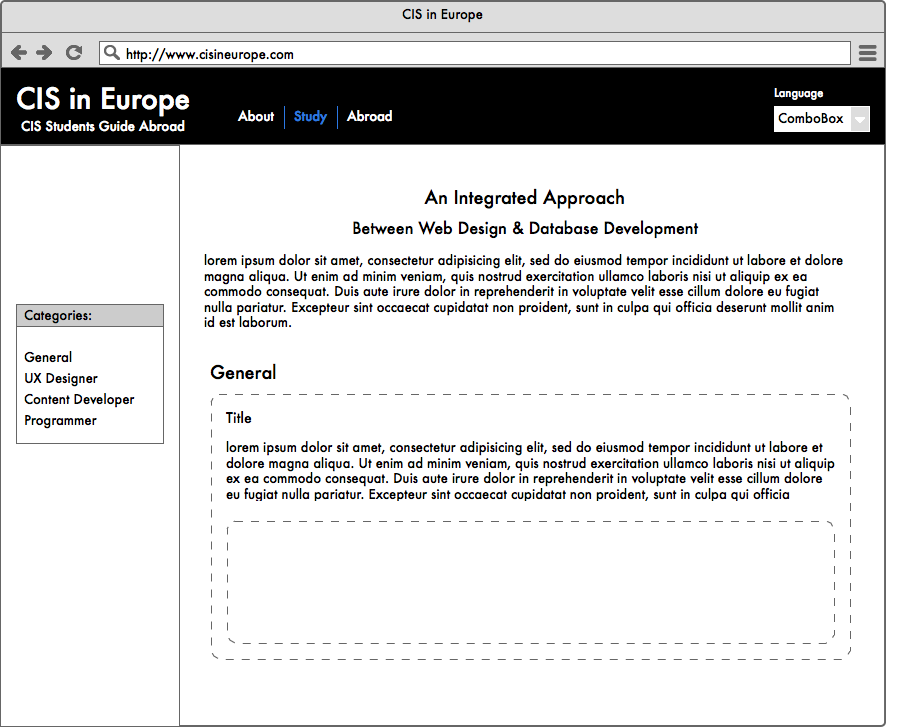 CIS in Europe
http://www.cisineurope.com
CIS in Europe
CIS Students Guide Abroad
About
Study
Abroad
Language
ComboBox
Categories:
General
UX Designer
Content Developer
Programmer
An Integrated Approach
Between Web Design & Database Development
lorem ipsum dolor sit amet, consectetur adipisicing elit, sed do eiusmod tempor incididunt ut labore et dolore
magna aliqua. Ut enim ad minim veniam, quis nostrud exercitation ullamco laboris nisi ut aliquip ex ea
commodo consequat. Duis aute irure dolor in reprehenderit in voluptate velit esse cillum dolore eu fugiat
nulla pariatur. Excepteur sint occaecat cupidatat non proident, sunt in culpa qui officia deserunt mollit anim
id est laborum.
General
Title
lorem ipsum dolor sit amet, consectetur adipisicing elit, sed do eiusmod tempor incididunt ut labore et
dolore magna aliqua. Ut enim ad minim veniam, quis nostrud exercitation ullamco laboris nisi ut aliquip
ex ea commodo consequat. Duis aute irure dolor in reprehenderit in voluptate velit esse cillum dolore
eu fugiat nulla pariatur. Excepteur sint occaecat cupidatat non proident, sunt in culpa qui officia